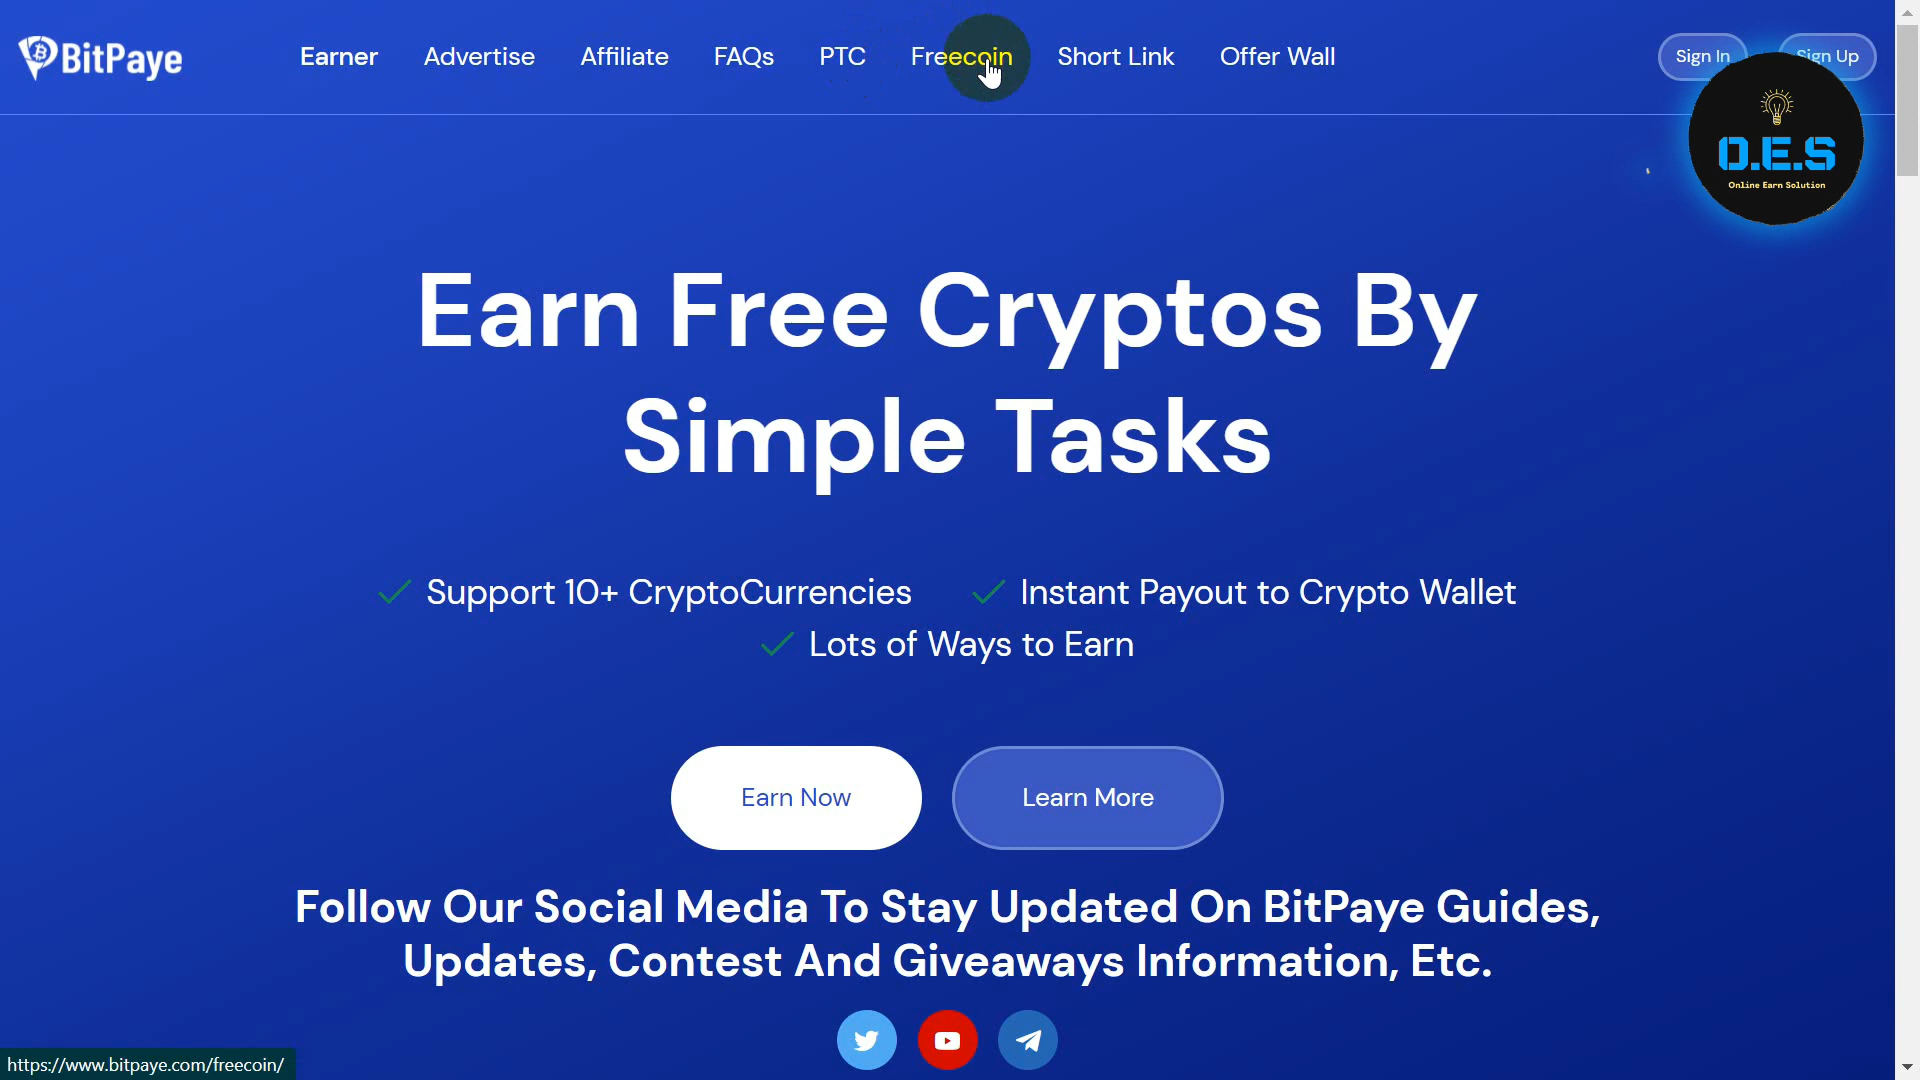 BitPaye
Earner Advertise Affiliate FAQs PTC Freecoin Short Link Offer Wall
Sign In Sign Up
O.E.S
Online Earn Solution
Earn Free Cryptos By
Simple Tasks
Support 10+ CryptoCurrencies Instant Payout to Crypto Wallet
Lots of Ways to Earn
Earn Now Learn More
Follow Our Social Media To Stay Updated On BitPaye Guides,
Updates, Contest And Giveaways Information, Etc.
https://www.bitpaye.com/freecoin/